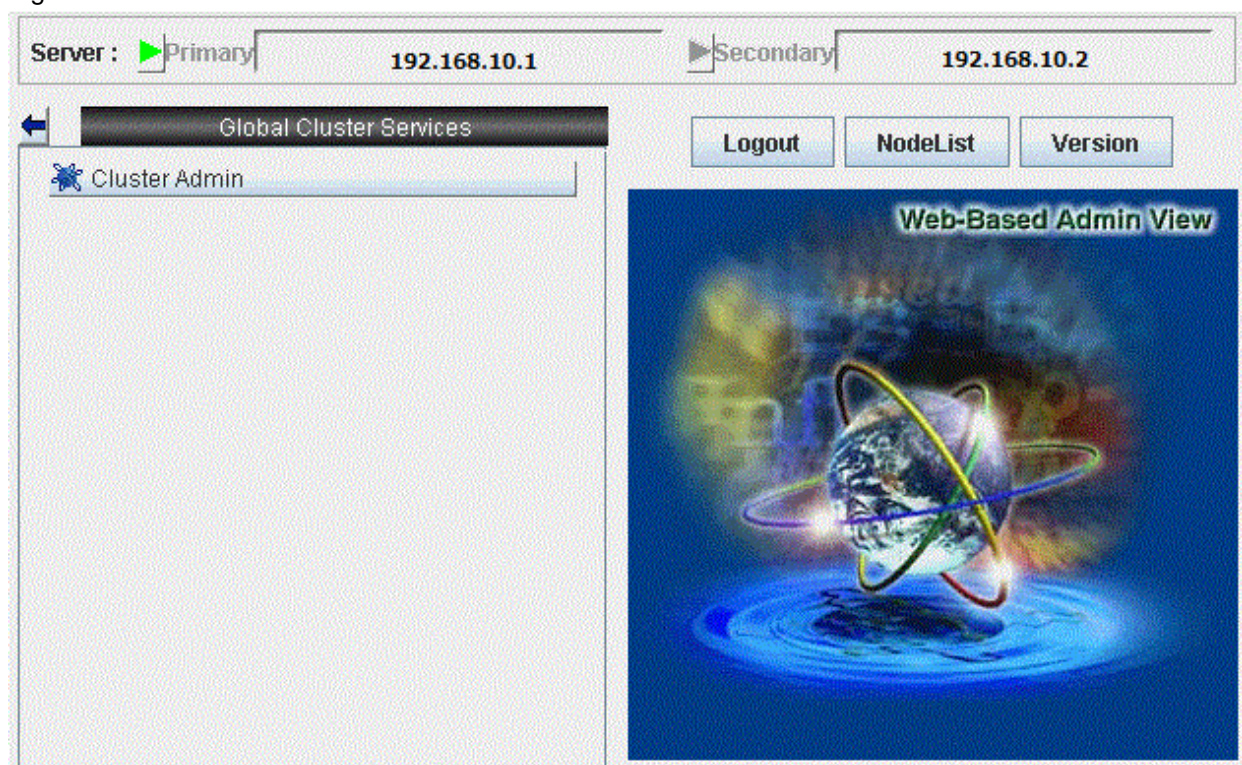 Server : Primary 192.168.10.1 Secondary 192.168.10.2
Global Cluster Services
Logout NodeList Version
Cluster Admin
Web-Based Admin View